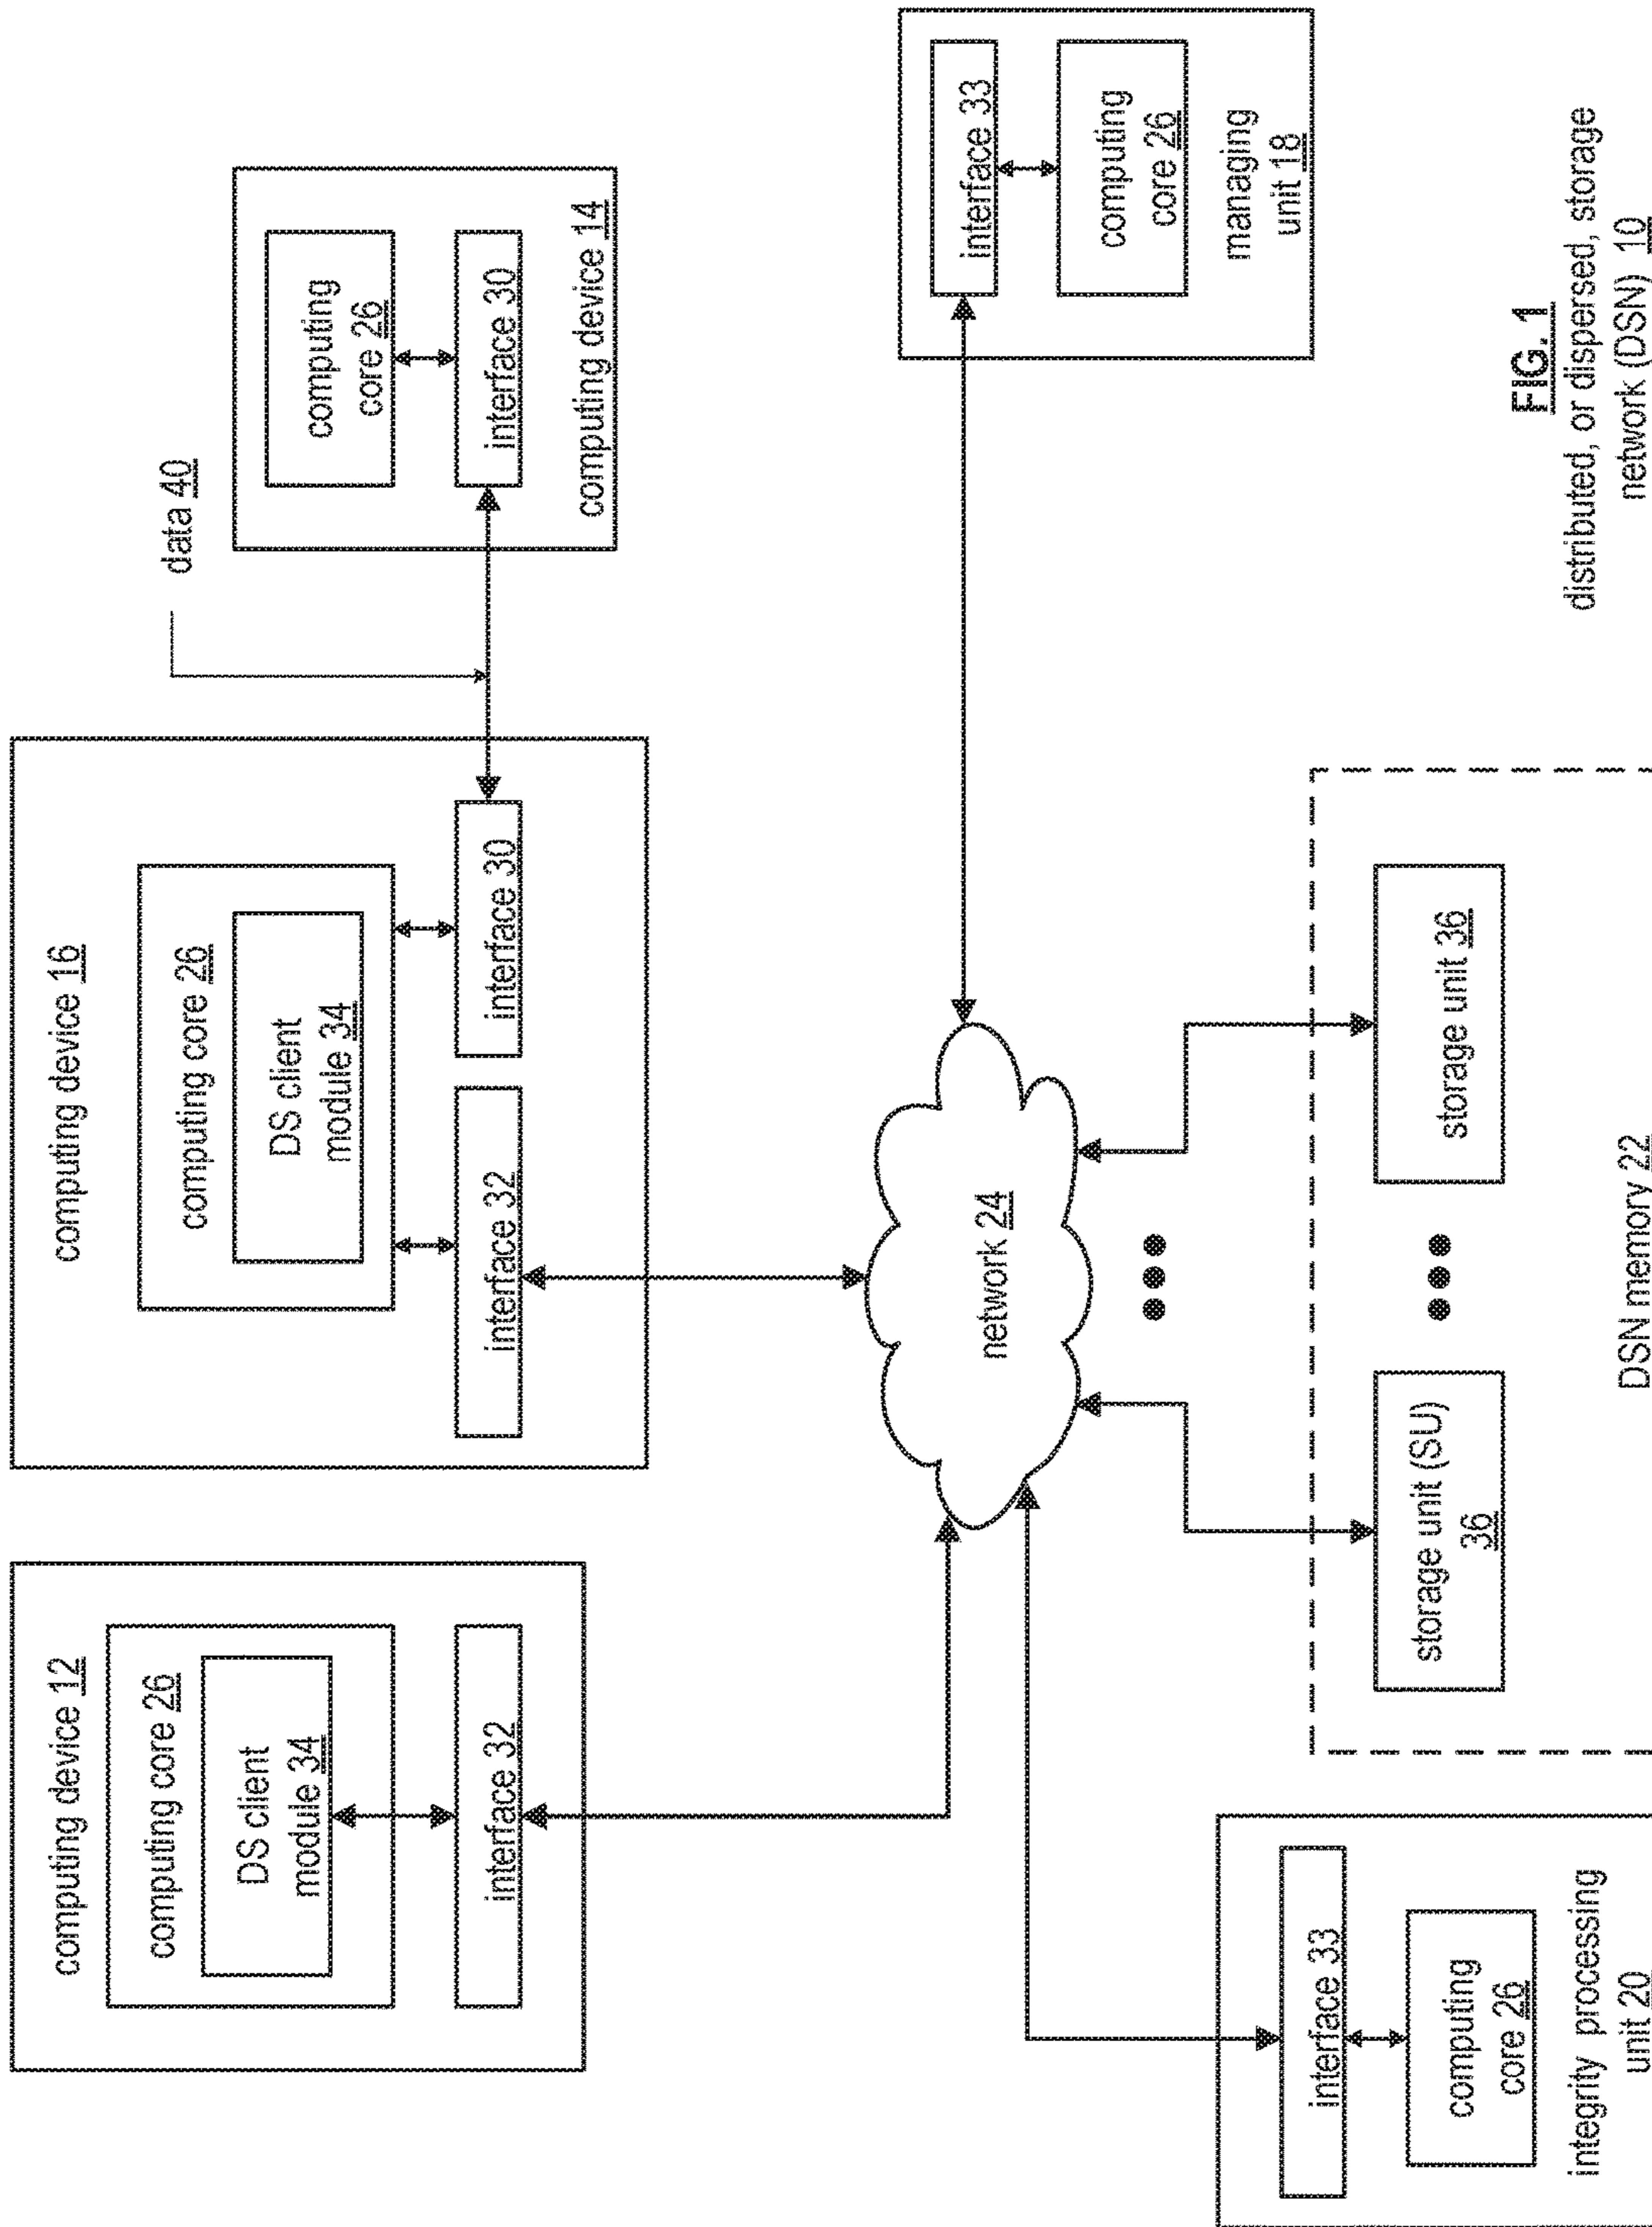 computing device 12
computing core 26
DS client
module 34
interface 32
computing device 16
computing core 26
DS client
module 34
interface 32
interface 30
data 40
computing
core 26
interface 30
computing device 14
network 24
interface 33
computing
core 26
managing
unit 18
interface 33
computing
core 26
integrity processing
unit 20
storage unit (SU)
36
storage unit 36
DSN memory 22
FIG. 1
distributed, or dispersed, storage
network (DSN) 10